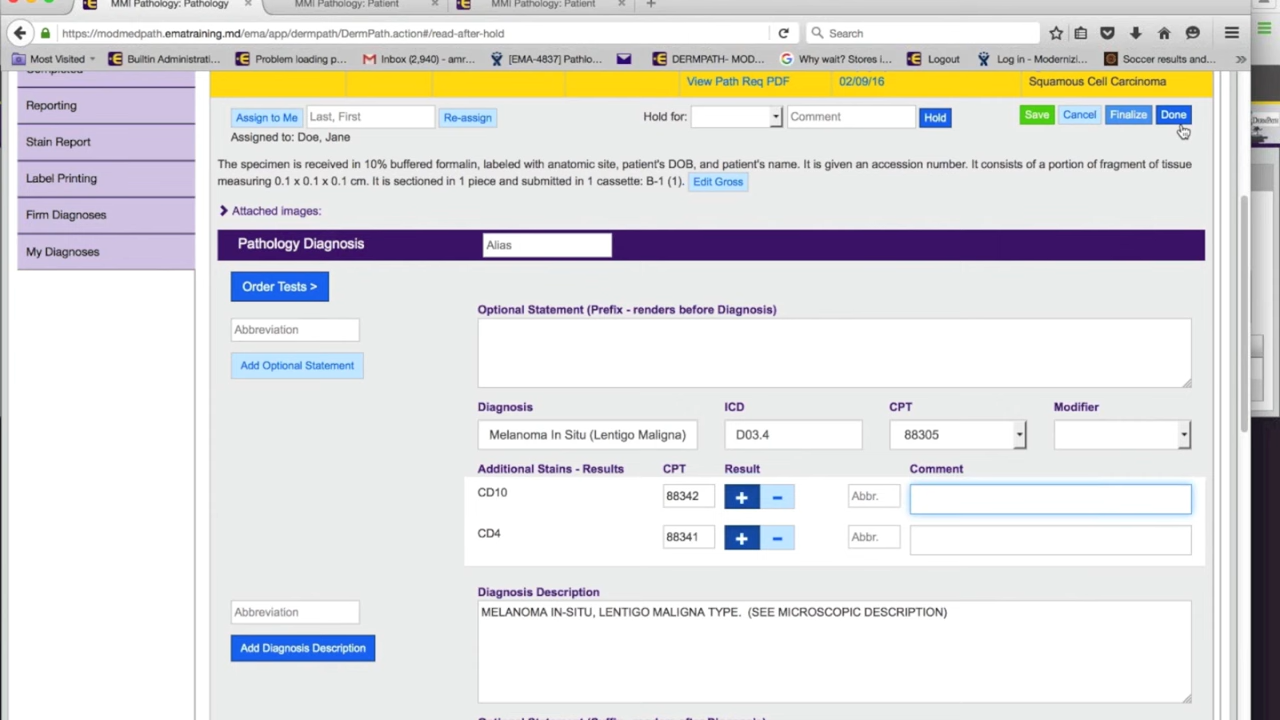 MMI Pathology: Pathology × MMI Pathology: Patient × MMI Pathology: Patient × +
https://modmedpath.ematraining.md/ema/app/dermpath/DermPath.action#/read-after-hold Search
Most Visited Builtin Administrati... Problem loading p... Inbox (2,940) - amr... [EMA-4837] Pathlo... DERMPATH- MOD... Why wait? Stores i... Logout Log in - Moderniz... Soccer results and... »
View Path Req PDF 02/09/16 Squamous Cell Carcinoma
Completed
Reporting
Stain Report
Label Printing
Firm Diagnoses
My Diagnoses
Assign to Me Last, First Re-assign Hold for: Comment Hold Save Cancel Finalize Done
Assigned to: Doe, Jane
The specimen is received in 10% buffered formalin, labeled with anatomic site, patient's DOB, and patient's name. It is given an accession number. It consists of a portion of fragment of tissue
measuring 0.1 x 0.1 x 0.1 cm. It is sectioned in 1 piece and submitted in 1 cassette: B-1 (1). Edit Gross
Attached images:
Pathology Diagnosis Alias
Order Tests >
Optional Statement (Prefix - renders before Diagnosis)
Abbreviation
Add Optional Statement
Diagnosis ICD CPT Modifier
Melanoma In Situ (Lentigo Maligna) D03.4 88305
Additional Stains - Results CPT Result Comment
CD10 88342 + − Abbr.
CD4 88341 + − Abbr.
Diagnosis Description
Abbreviation MELANOMA IN-SITU, LENTIGO MALIGNA TYPE. (SEE MICROSCOPIC DESCRIPTION)
Add Diagnosis Description